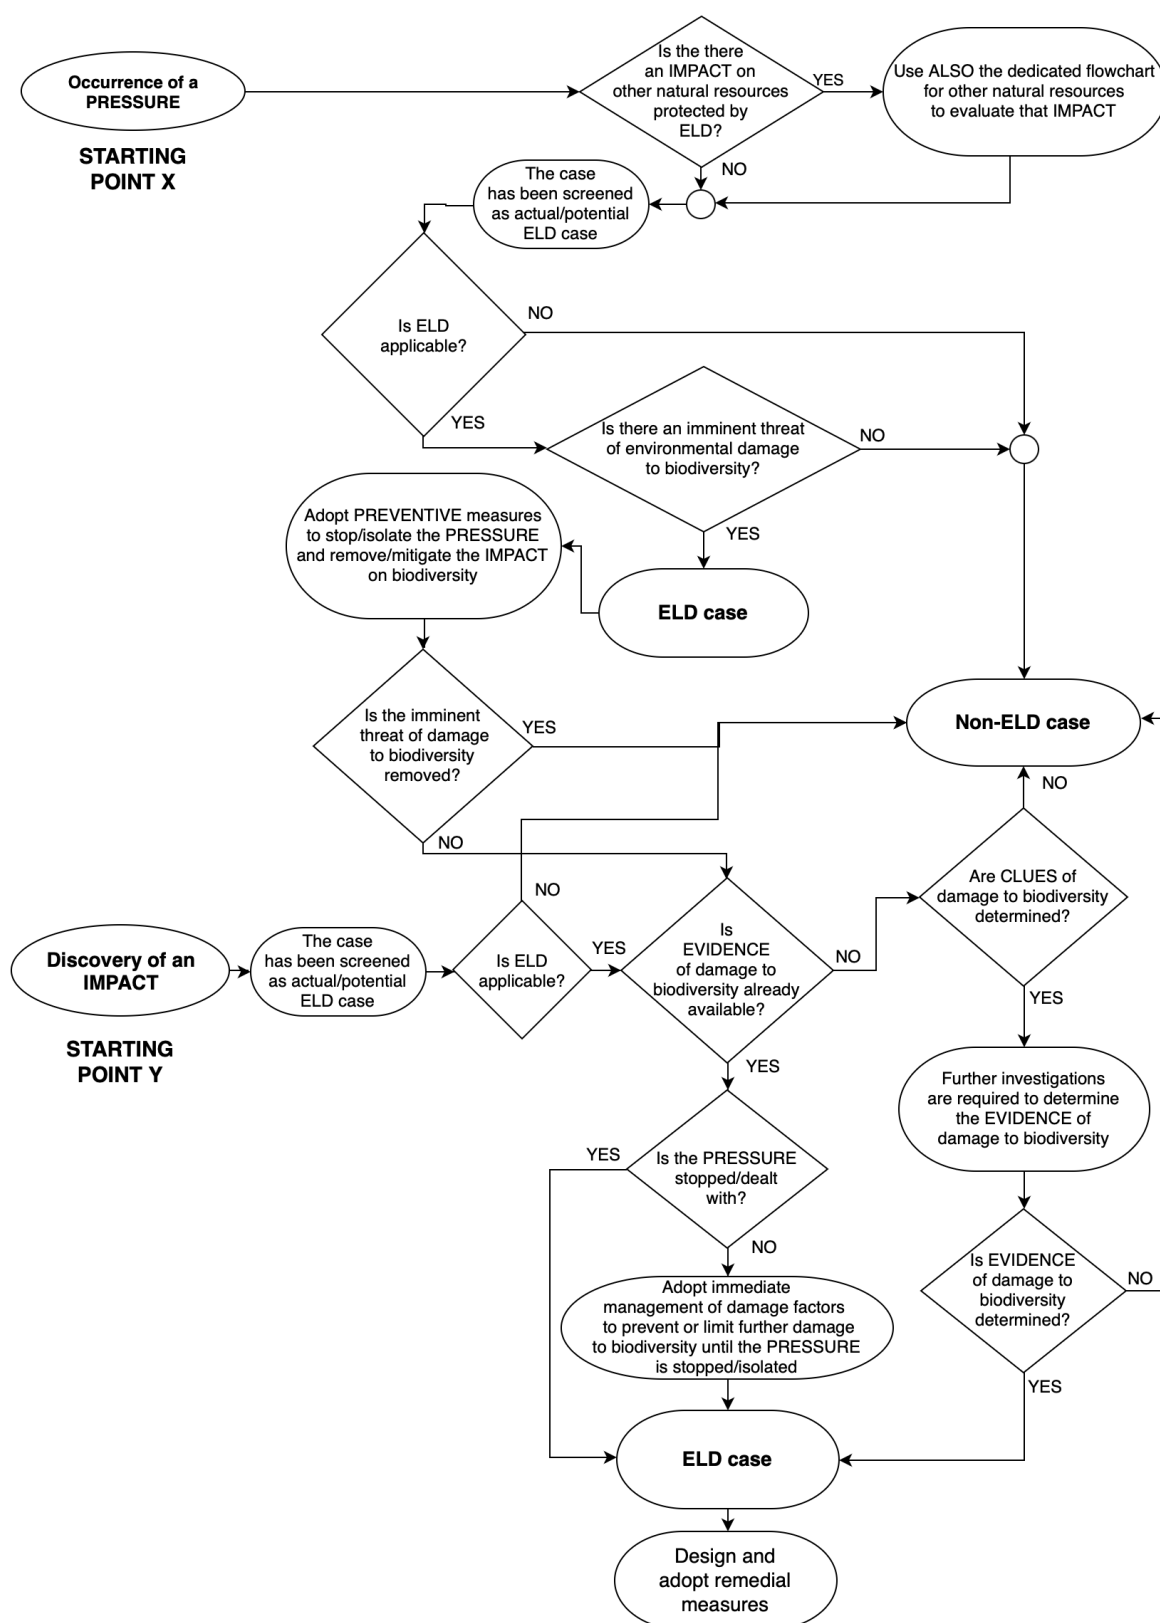 Occurrence of a
PRESSURE
STARTING
POINT X
Is the there
an IMPACT on
other natural resources
protected by
ELD?
YES
Use ALSO the dedicated flowchart
for other natural resources
to evaluate that IMPACT
NO
The case
has been screened
as actual/potential
ELD case
Is ELD
applicable?
NO
YES
Is there an imminent threat
of environmental damage
to biodiversity?
NO
YES
ELD case
Adopt PREVENTIVE measures
to stop/isolate the PRESSURE
and remove/mitigate the IMPACT
on biodiversity
Is the imminent
threat of damage
to biodiversity
removed?
YES
NO
Non-ELD case
NO
Are CLUES of
damage to biodiversity
determined?
YES
Discovery of an
IMPACT
STARTING
POINT Y
The case
has been screened
as actual/potential
ELD case
Is ELD
applicable?
NO
YES
Is
EVIDENCE
of damage to
biodiversity already
available?
NO
YES
Further investigations
are required to determine
the EVIDENCE of
damage to biodiversity
Is the PRESSURE
stopped/dealt
with?
YES
NO
Is EVIDENCE
of damage to
biodiversity
determined?
NO
YES
Adopt immediate
management of damage factors
to prevent or limit further damage
to biodiversity until the PRESSURE
is stopped/isolated
ELD case
Design and
adopt remedial
measures